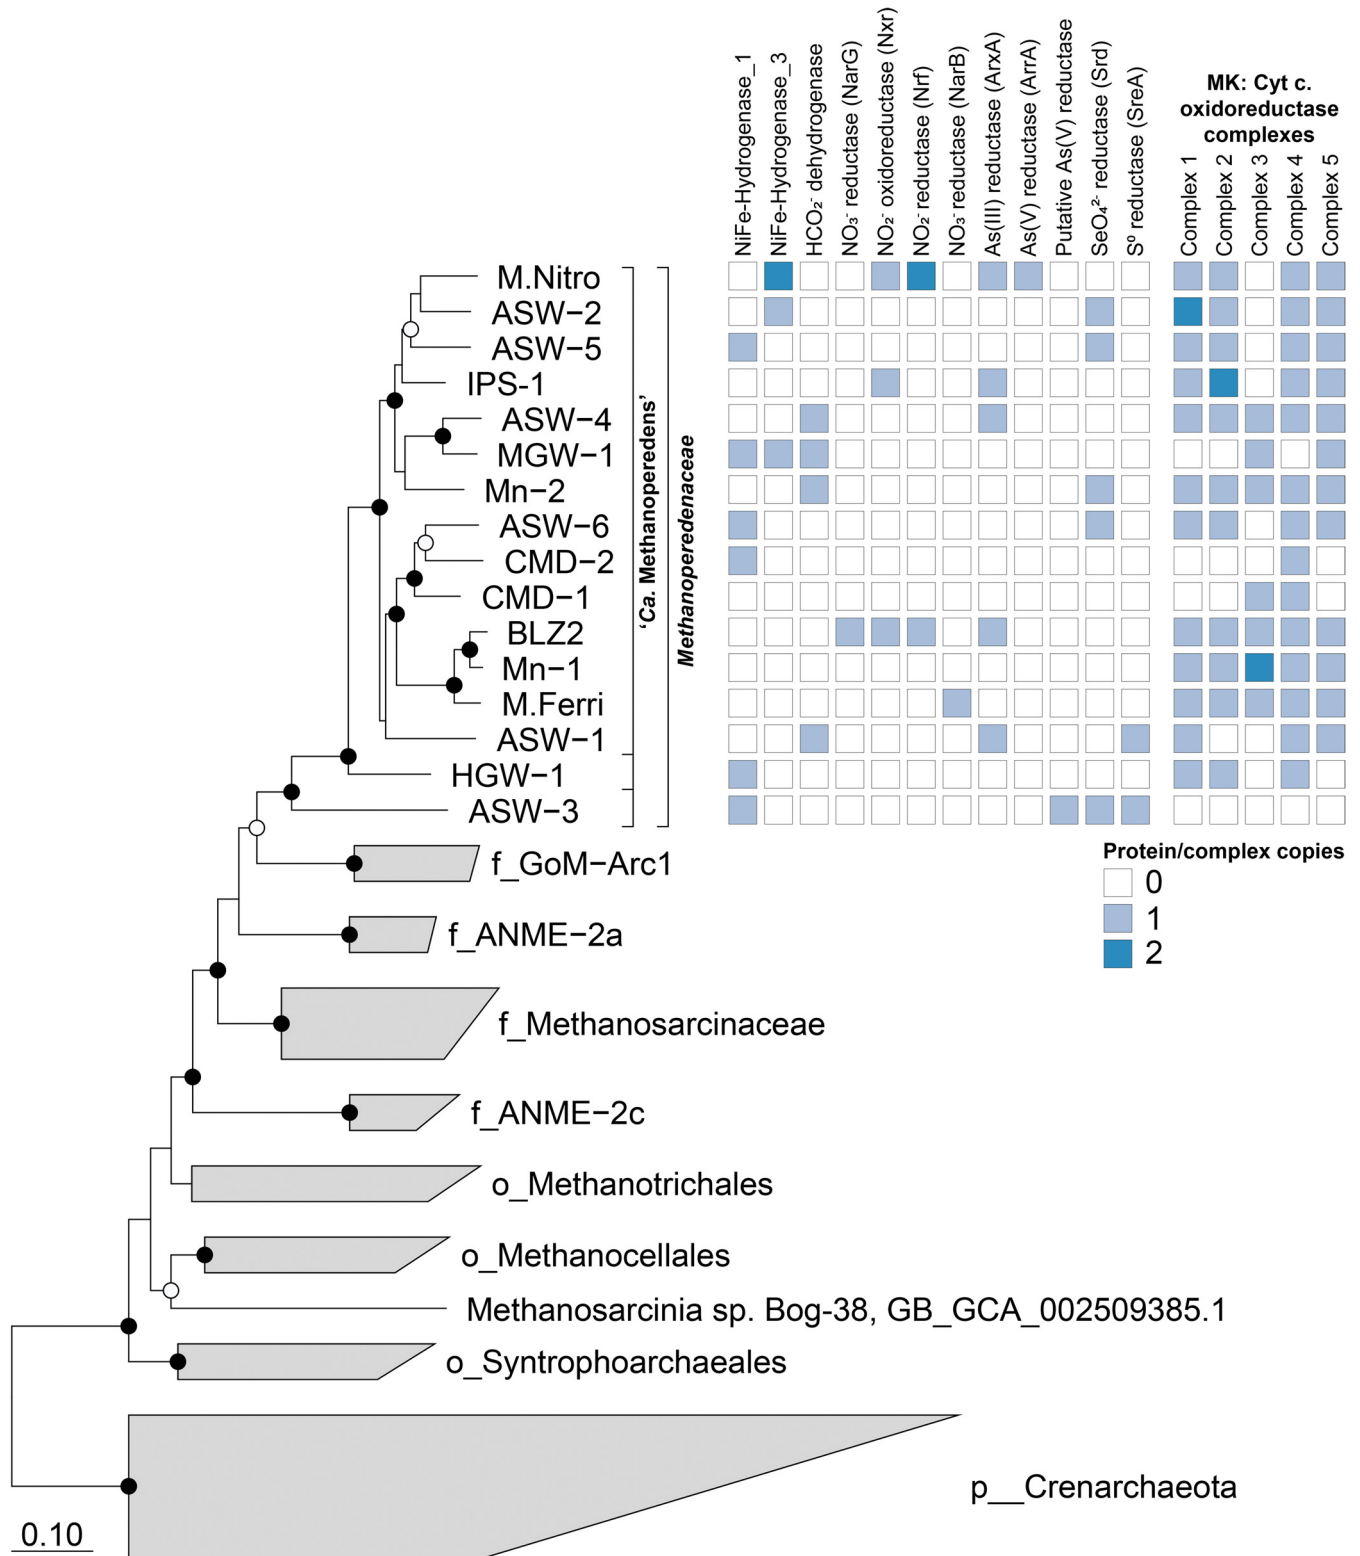 NiFe-Hydrogenase_1
NiFe-Hydrogenase_3
HCO₂⁻ dehydrogenase
NO₃⁻ reductase (NarG)
NO₂⁻ oxidoreductase (Nxr)
NO₂⁻ reductase (Nrf)
NO₃⁻ reductase (NarB)
As(III) reductase (ArxA)
As(V) reductase (ArrA)
Putative As(V) reductase
SeO₄²⁻ reductase (Srd)
S⁰ reductase (SreA)
MK: Cyt c.
oxidoreductase
complexes
Complex 1
Complex 2
Complex 3
Complex 4
Complex 5
M.Nitro
ASW−2
ASW−5
IPS-1
ASW−4
MGW−1
Mn−2
ASW−6
CMD−2
CMD−1
BLZ2
Mn−1
M.Ferri
ASW−1
HGW−1
ASW−3
‘Ca. Methanoperedens’
Methanoperedenaceae
Protein/complex copies
0
1
2
f_GoM−Arc1
f_ANME−2a
f_Methanosarcinaceae
f_ANME−2c
o_Methanotrichales
o_Methanocellales
Methanosarcinia sp. Bog-38, GB_GCA_002509385.1
o_Syntrophoarchaeales
p__Crenarchaeota
0.10